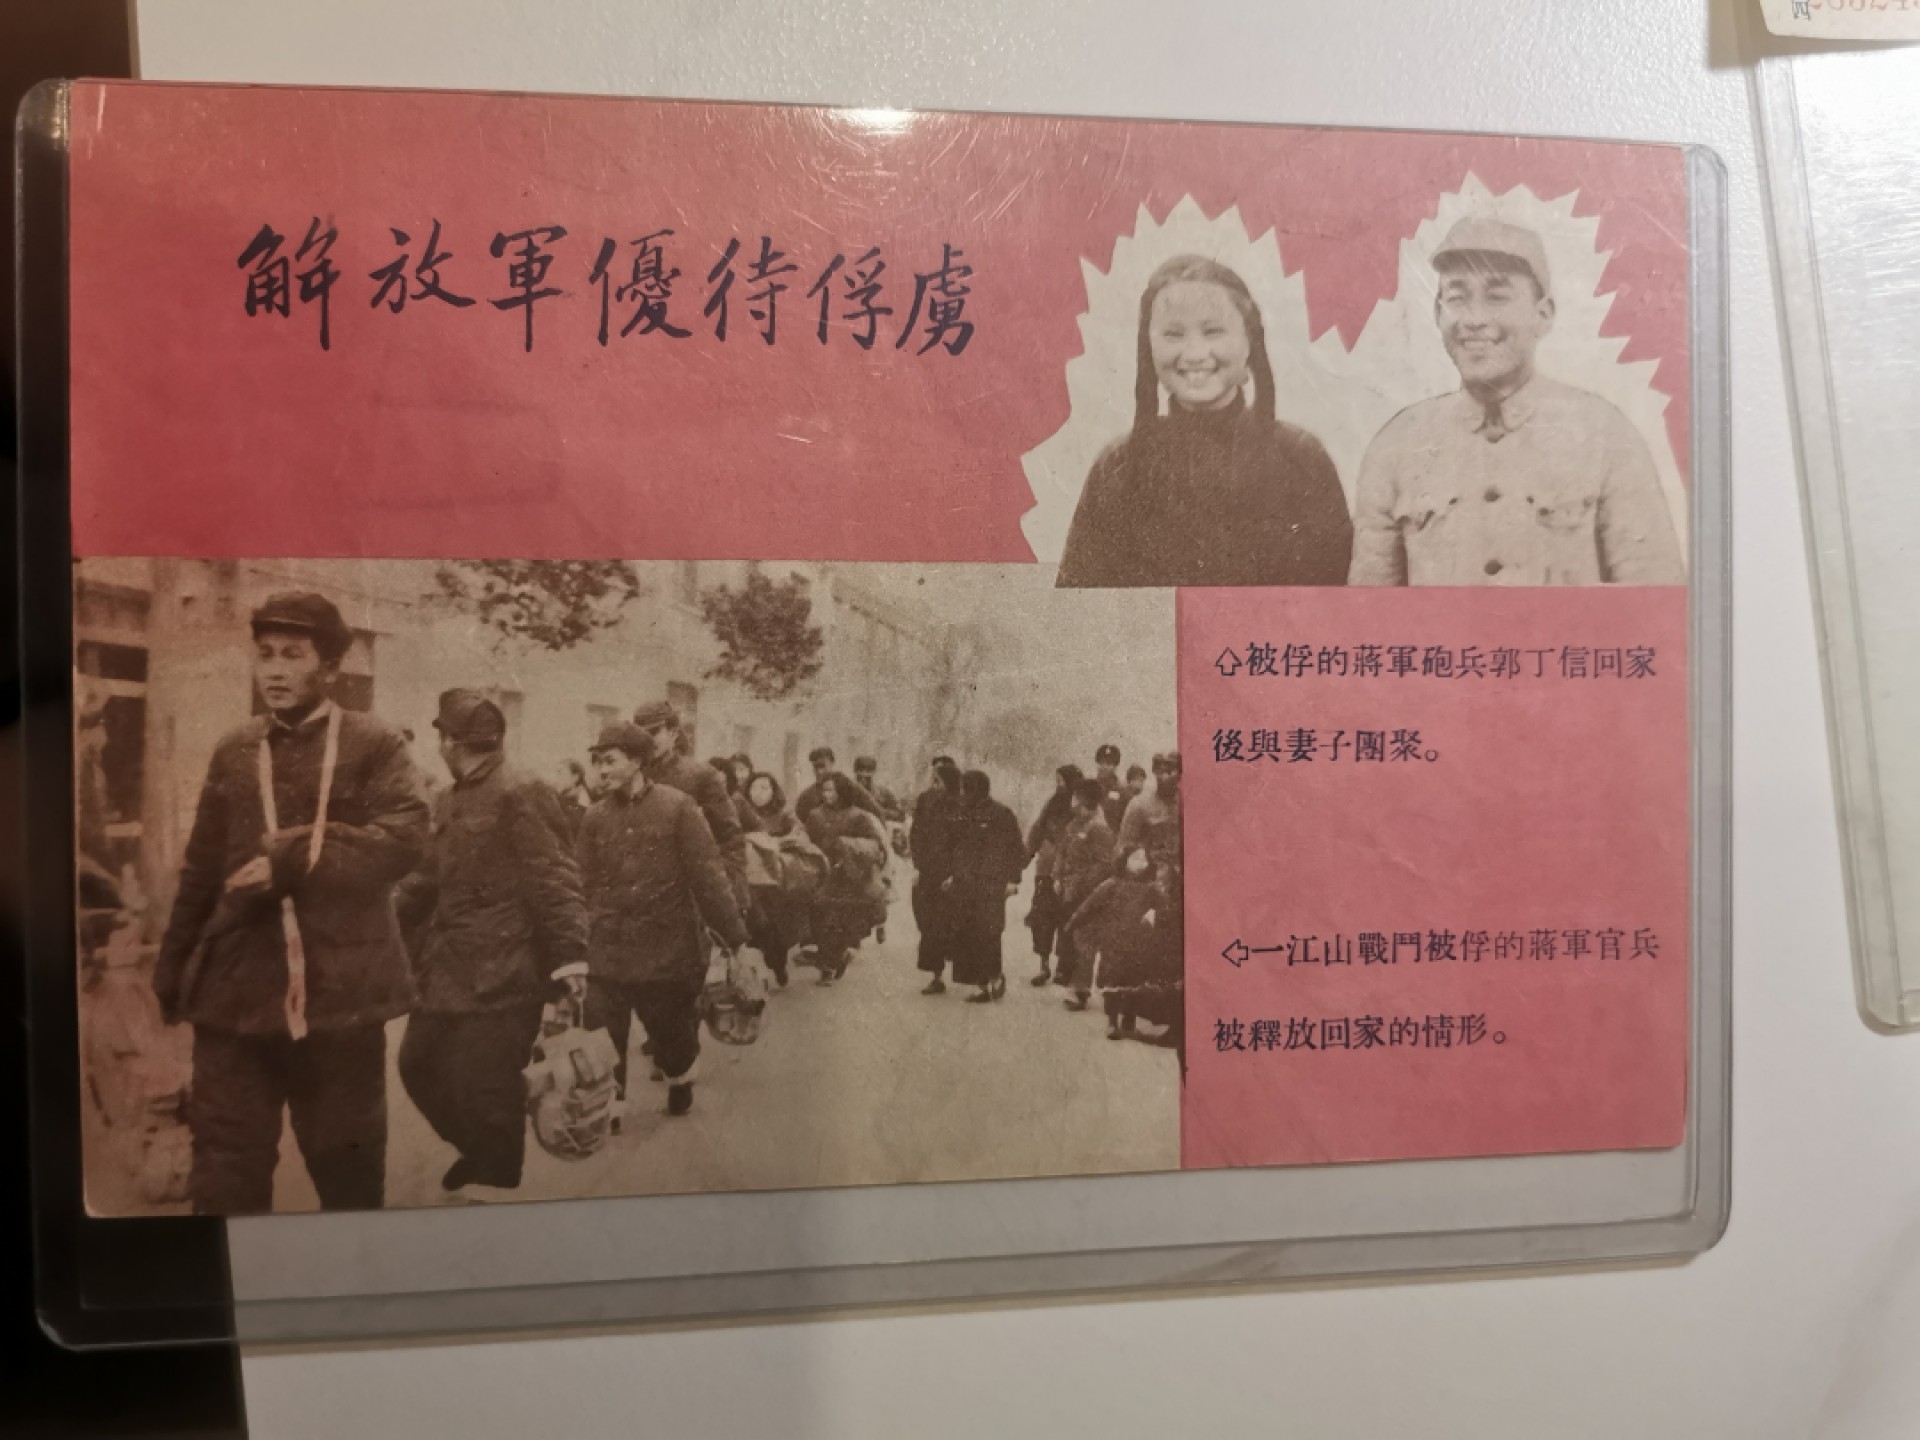 解放軍優待俘虜
⇧被俘的蔣軍砲兵郭丁信回家
後與妻子團聚。
⇦一江山戰鬥被俘的蔣軍官兵
被釋放回家的情形。